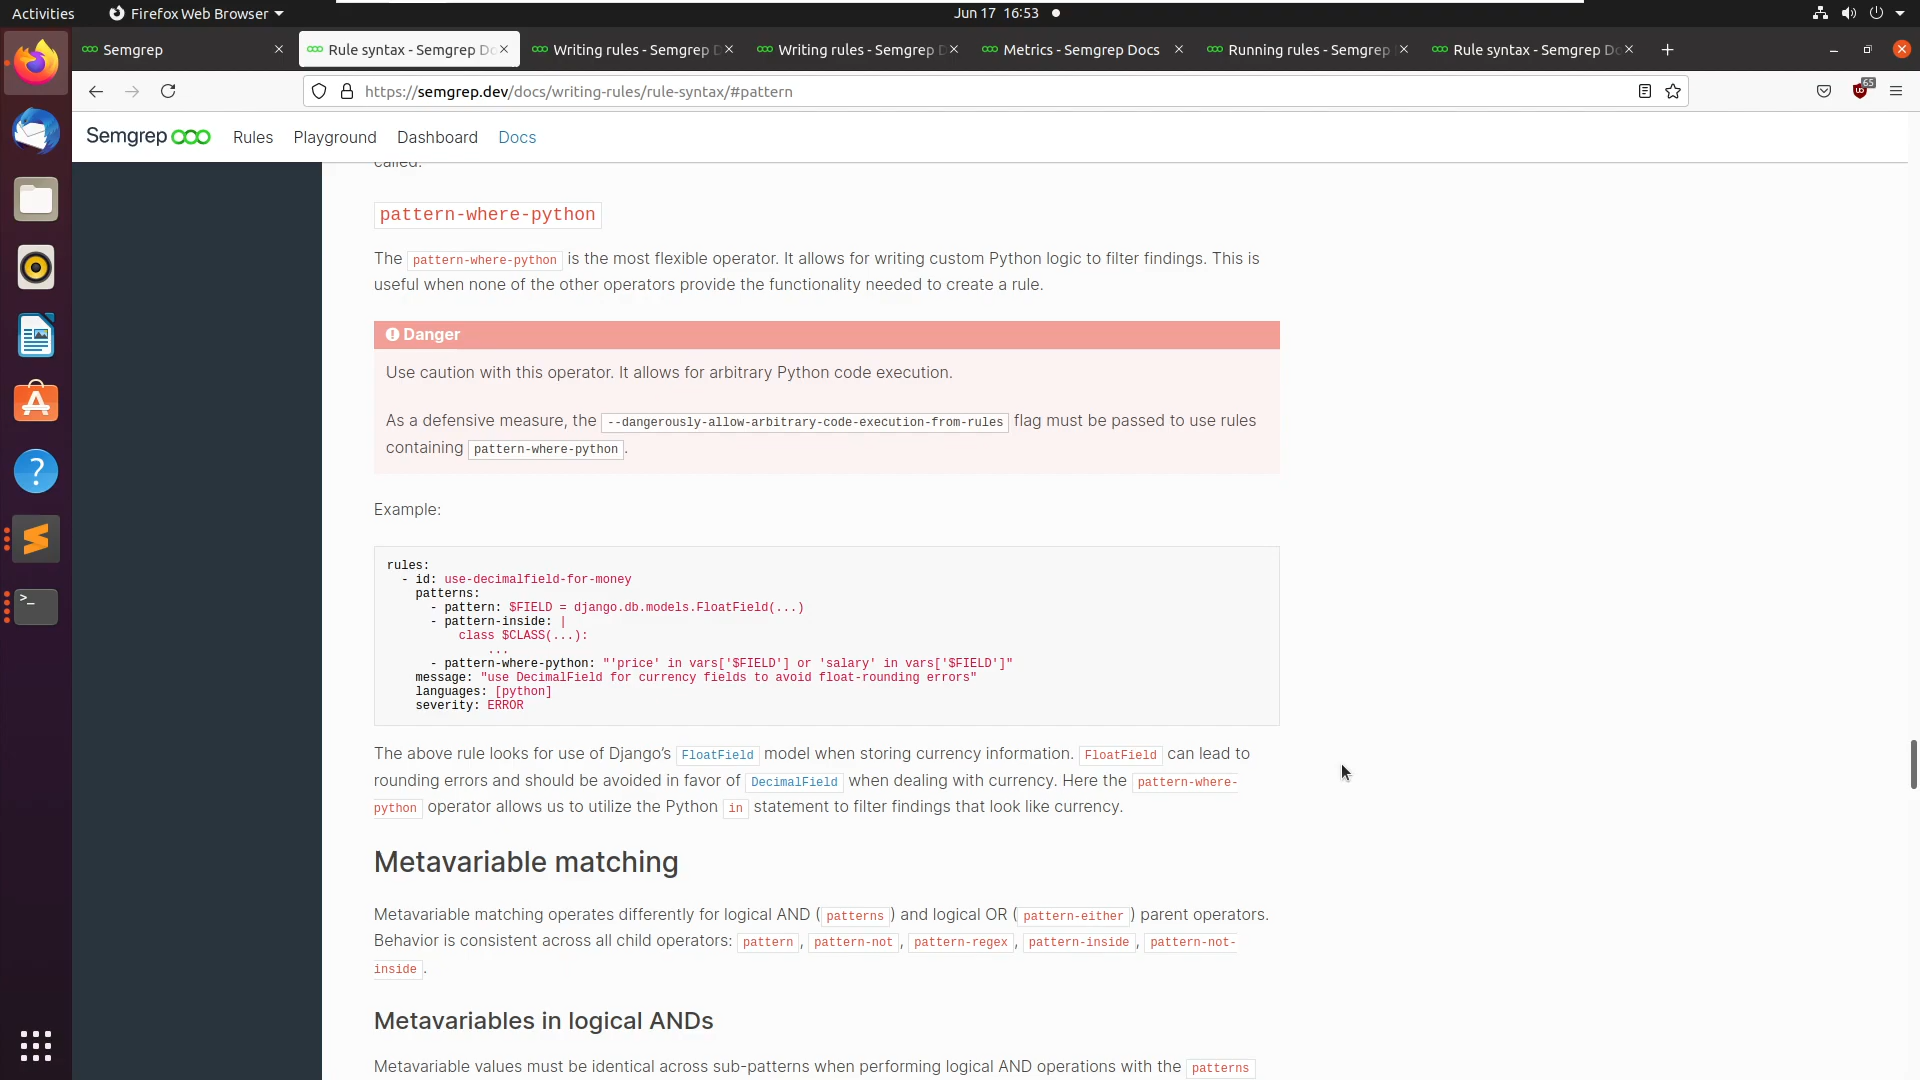 Activities
Firefox Web Browser
Jun 17 16:53
Semgrep
Rule syntax - Semgrep Do
Writing rules - Semgrep D
Writing rules - Semgrep D
Metrics - Semgrep Docs
Running rules - Semgrep
Rule syntax - Semgrep Do
https://semgrep.dev/docs/writing-rules/rule-syntax/#pattern
65
Semgrep
Rules
Playground
Dashboard
Docs
called.
pattern-where-python
The pattern-where-python is the most flexible operator. It allows for writing custom Python logic to filter findings. This is
useful when none of the other operators provide the functionality needed to create a rule.
Danger
Use caution with this operator. It allows for arbitrary Python code execution.
As a defensive measure, the --dangerously-allow-arbitrary-code-execution-from-rules flag must be passed to use rules
containing pattern-where-python.
Example:
rules:
- id: use-decimalfield-for-money
patterns:
- pattern: $FIELD = django.db.models.FloatField(...)
- pattern-inside: |
class $CLASS(...):
...
- pattern-where-python: "'price' in vars['$FIELD'] or 'salary' in vars['$FIELD']"
message: "use DecimalField for currency fields to avoid float-rounding errors"
languages: [python]
severity: ERROR
The above rule looks for use of Django's FloatField model when storing currency information. FloatField can lead to
rounding errors and should be avoided in favor of DecimalField when dealing with currency. Here the pattern-where-
python operator allows us to utilize the Python in statement to filter findings that look like currency.
Metavariable matching
Metavariable matching operates differently for logical AND (patterns) and logical OR (pattern-either) parent operators.
Behavior is consistent across all child operators: pattern, pattern-not, pattern-regex, pattern-inside, pattern-not-
inside.
Metavariables in logical ANDs
Metavariable values must be identical across sub-patterns when performing logical AND operations with the patterns